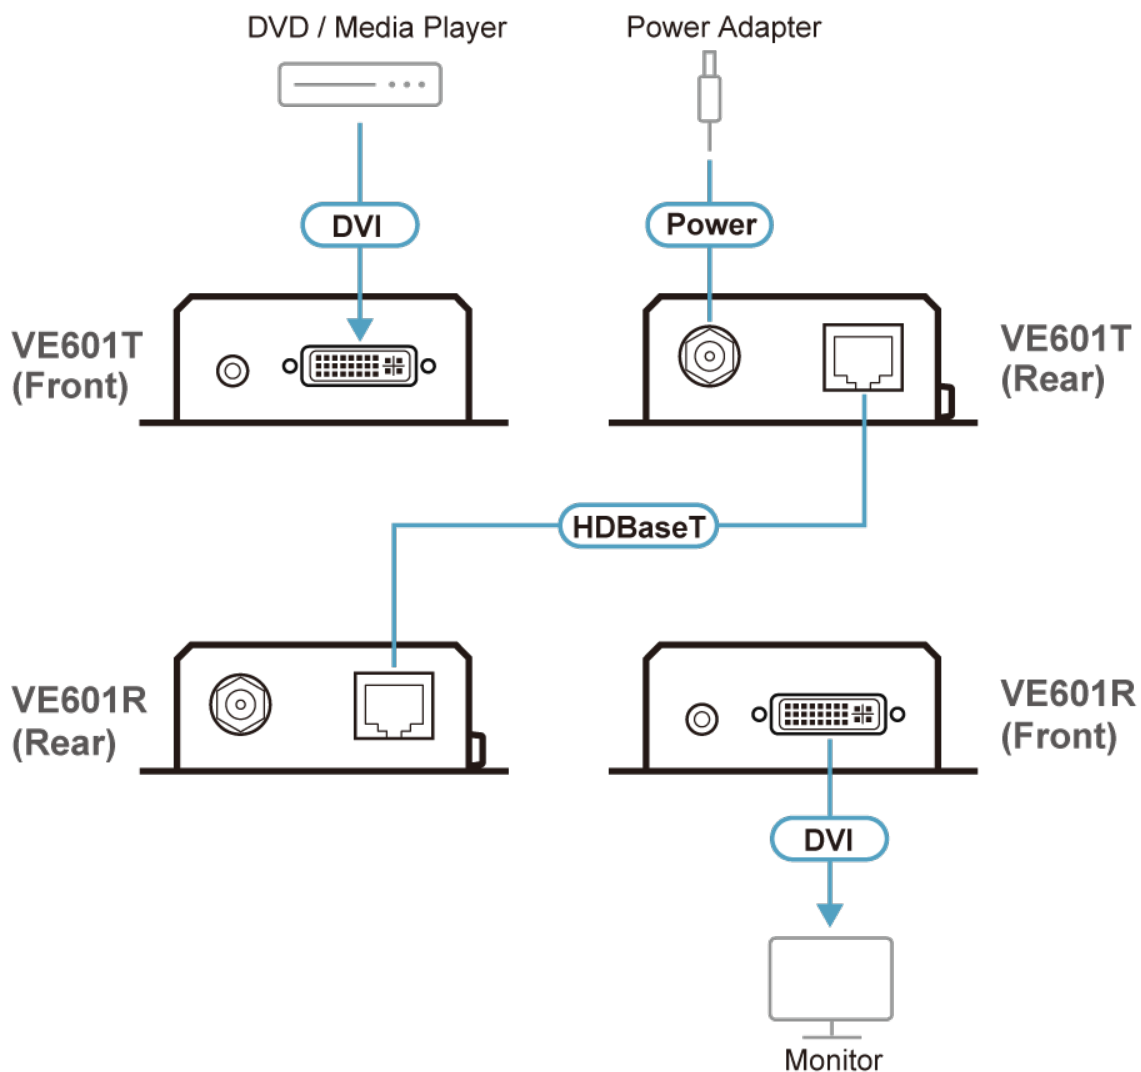 DVD / Media Player
Power Adapter
DVI
Power
VE601T
(Front)
VE601T
(Rear)
HDBaseT
VE601R
(Rear)
VE601R
(Front)
DVI
Monitor